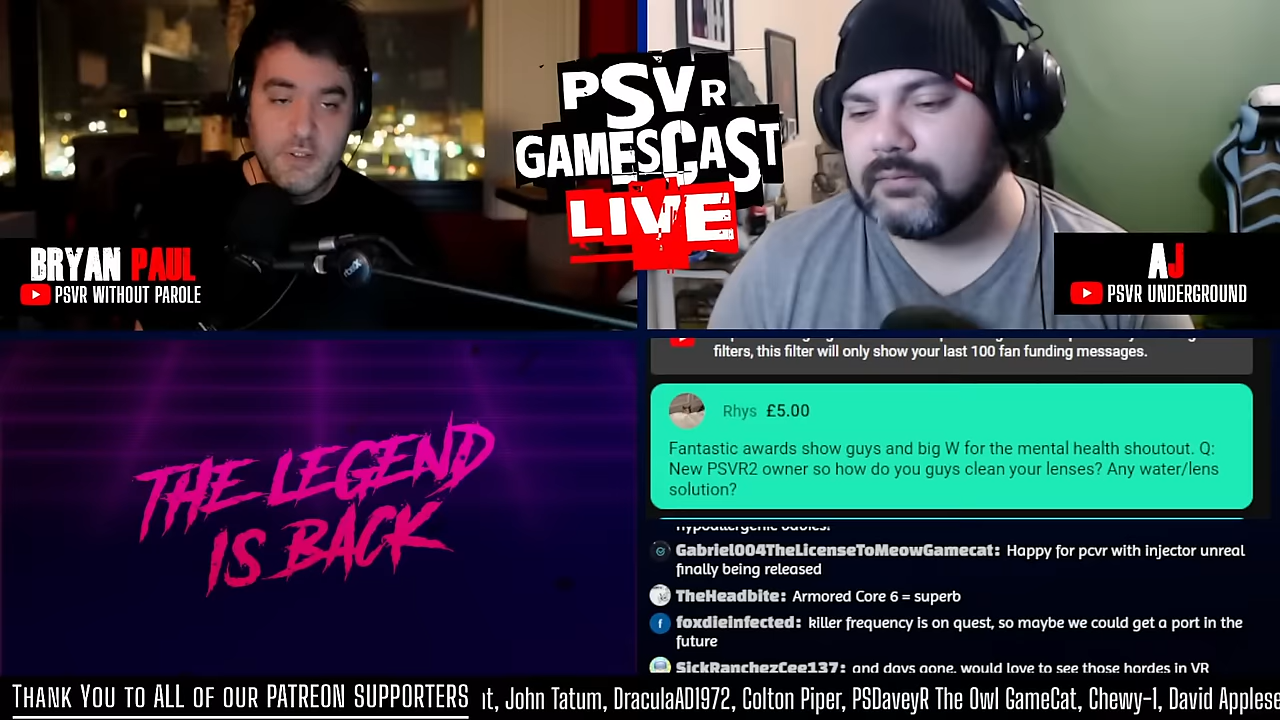 PSVR
GAMESCAST
LIVE
BRYAN PAUL
PSVR WITHOUT PAROLE
AJ
PSVR UNDERGROUND
THE LEGEND
IS BACK
filters, this filter will only show your last 100 fan funding messages.
Rhys £5.00
Fantastic awards show guys and big W for the mental health shoutout. Q:
New PSVR2 owner so how do you guys clean your lenses? Any water/lens
solution?
hypoallergenic babies!
Gabriel004TheLicenseToMeowGamecat: Happy for pcvr with injector unreal
finally being released
TheHeadbite: Armored Core 6 = superb
foxdieinfected: killer frequency is on quest, so maybe we could get a port in the
future
SickRanchezCee137: and days gone, would love to see those hordes in VR
THANK YOU TO ALL OF OUR PATREON SUPPORTERS
John Tatum, DraculaAD1972, Colton Piper, PSDaveyR The Owl GameCat, Chewy-1, David Applese